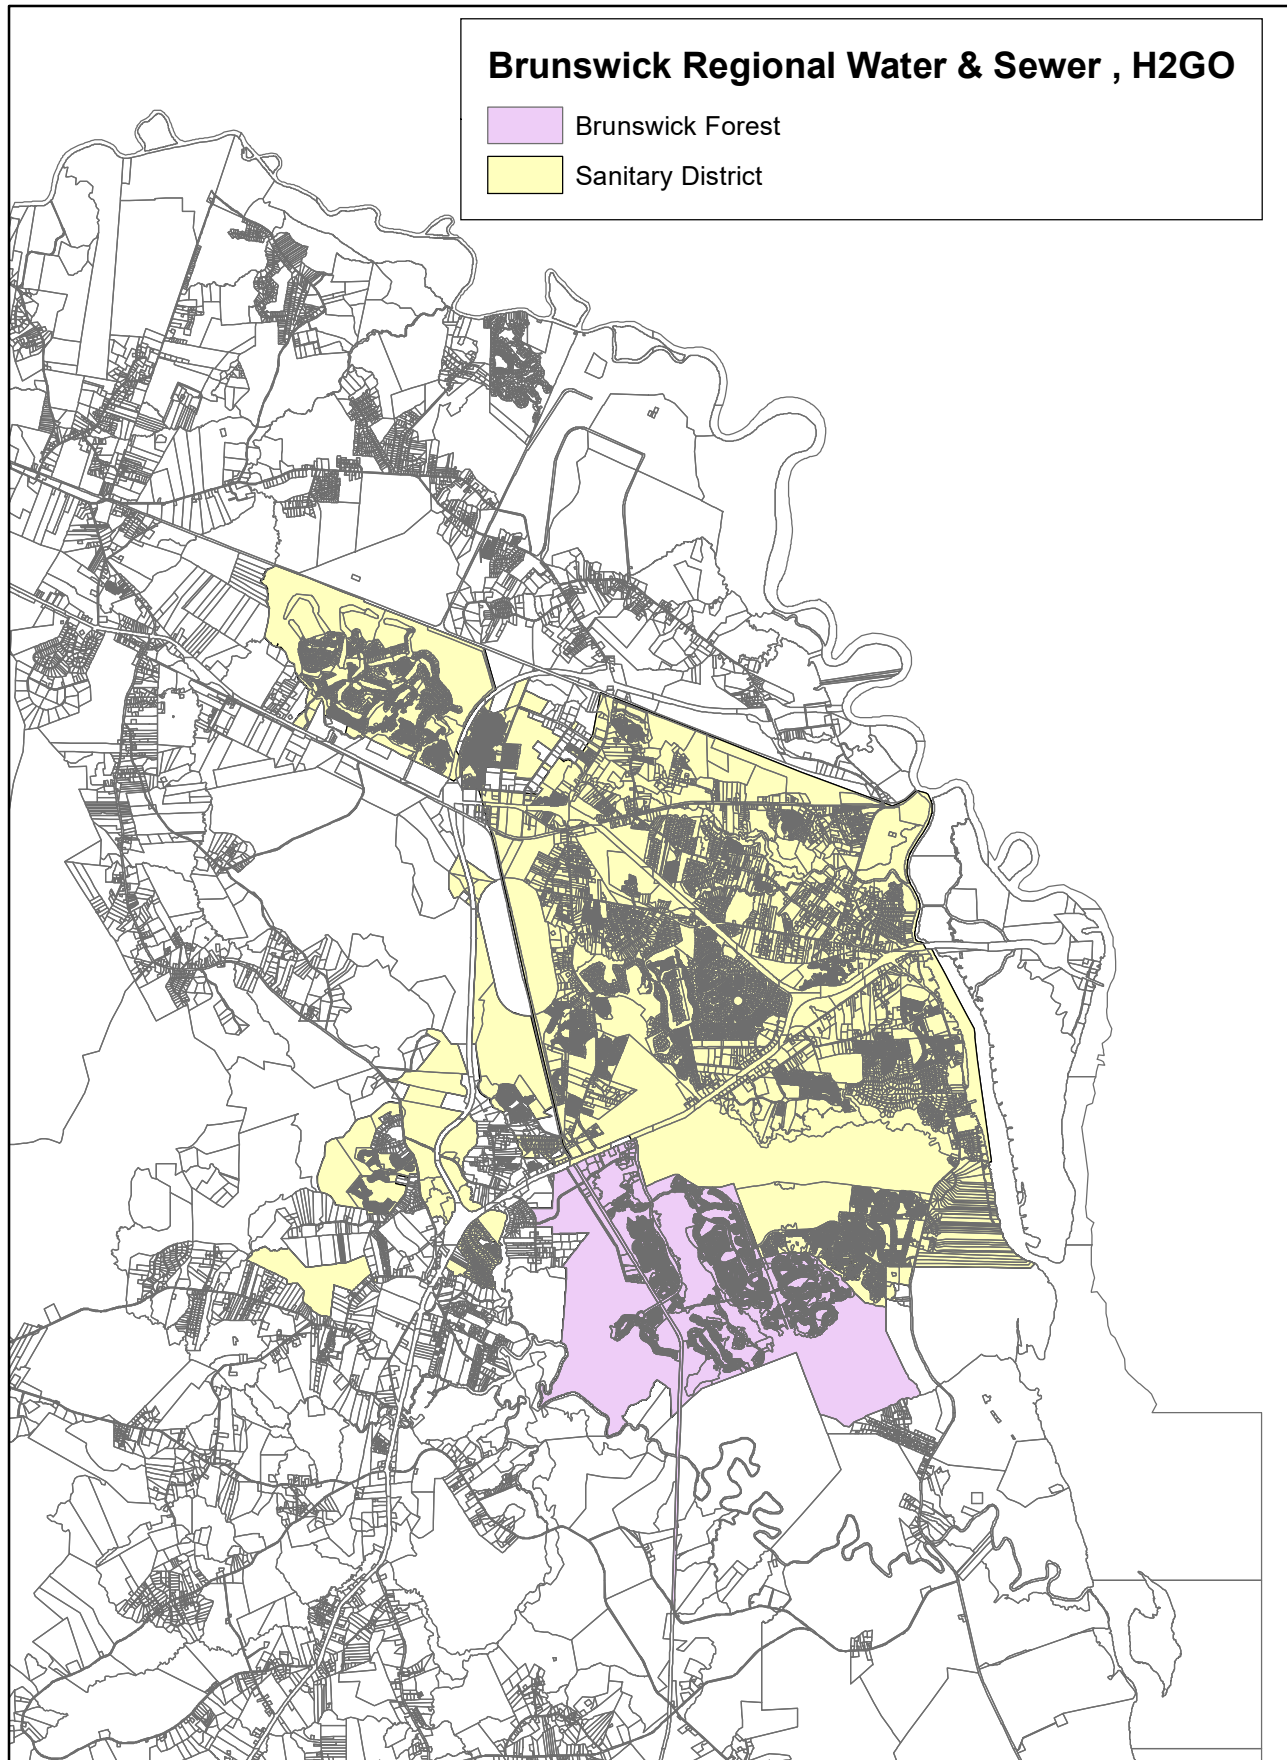 Brunswick Regional Water & Sewer , H2GO
Brunswick Forest
Sanitary District